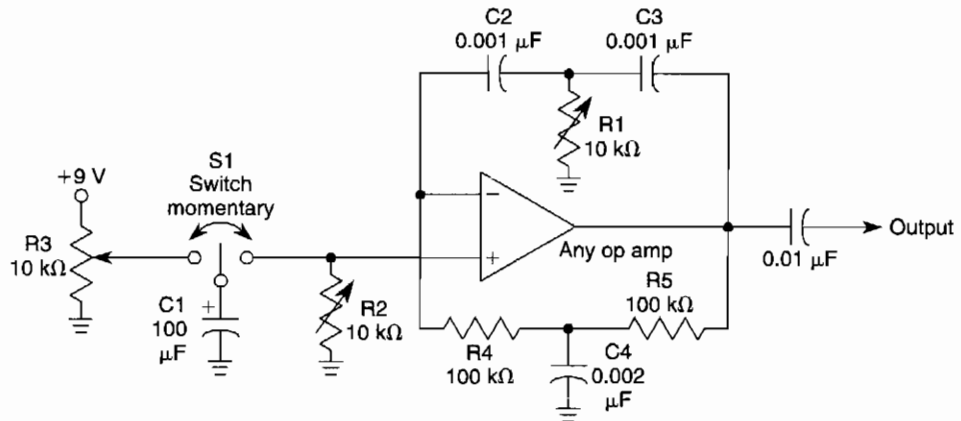 C2
0.001 µF
C3
0.001 µF
R1
10 kΩ
S1
Switch
momentary
+9 V
R3
10 kΩ
C1
100
µF
+
R2
10 kΩ
−
+
Any op amp
Output
0.01 µF
R5
100 kΩ
R4
100 kΩ
C4
0.002
µF